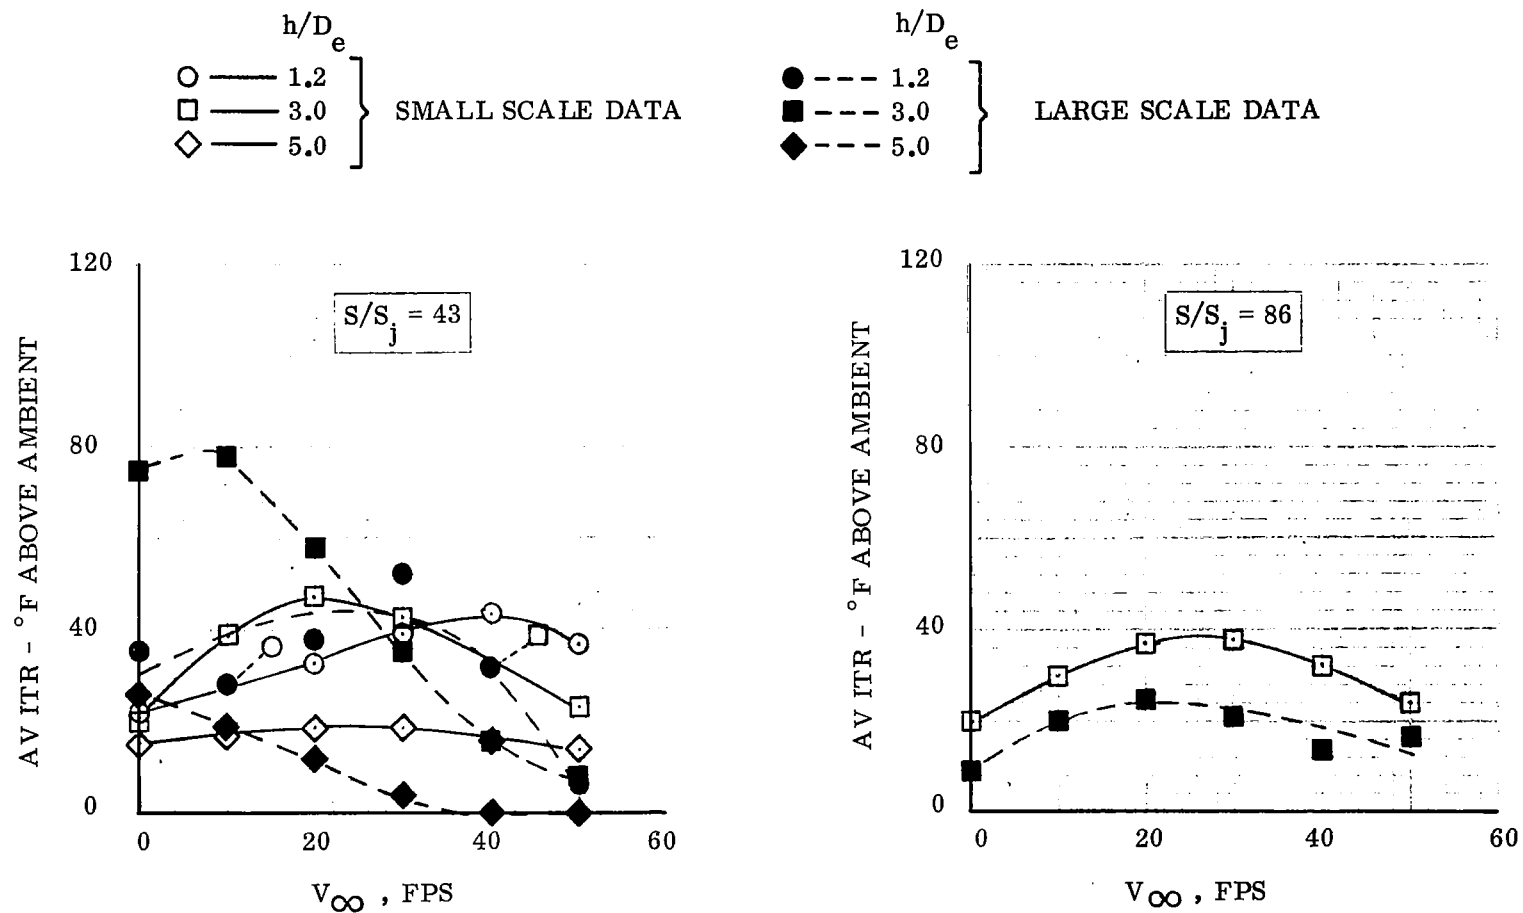 h/De
1.2
3.0
5.0
SMALL SCALE DATA
h/De
1.2
3.0
5.0
LARGE SCALE DATA
S/Sj = 43
AV ITR - °F ABOVE AMBIENT
120
80
40
0
0 20 40 60
V∞ , FPS
S/Sj = 86
AV ITR - °F ABOVE AMBIENT
120
80
40
0
0 20 40 60
V∞ , FPS